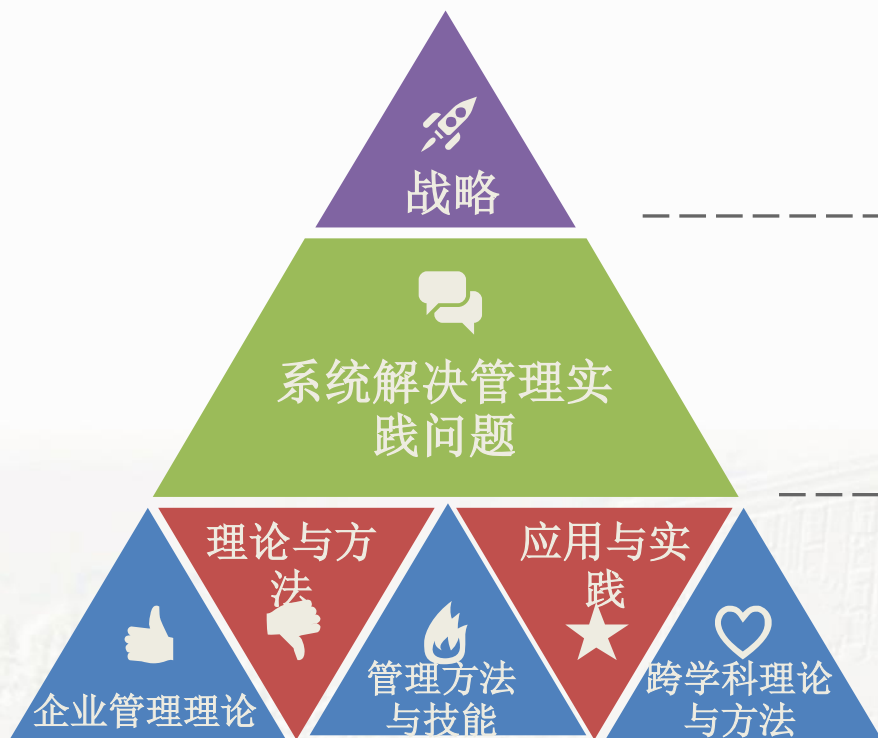 战略
系统解决管理实
践问题
理论与方
法
应用与实
践
企业管理理论
管理方法
与技能
跨学科理论
与方法